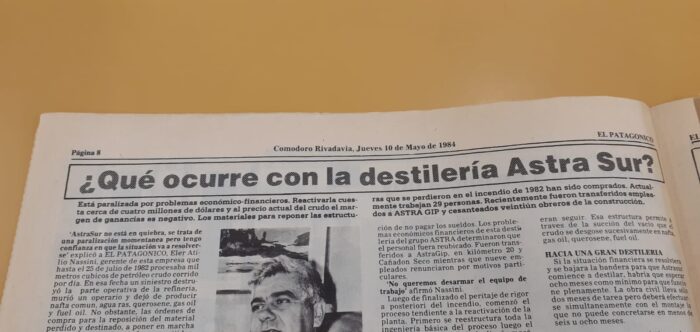 Página 8
Comodoro Rivadavia, Jueves 10 de Mayo de 1984
EL PATAGONICO
¿Qué ocurre con la destilería Astra Sur?
Está paralizada por problemas económico-financieros. Reactivarla cues-
ta cerca de cuatro millones de dólares y al precio actual del crudo el mar-
gen de ganancias es negativo. Los materiales para reponer las estructu-
ras que se perdieron en el incendio de 1982 han sido comprados. Actual-
mente trabajan 29 personas. Recientemente fueron transferidos emplea-
dos a ASTRA GIP y cesanteados veintiún obreros de la construcción.
'AstraSur no está en quiebra, se trata de
una paralización momentanea pero tengo
confianza en que la situación va a resolver-
se' explicó a EL PATAGONICO, Eler Ati-
lio Nassini, gerente de esta empresa que
hasta el 25 de julio de 1982 procesaba mil
metros cúbicos de petróleo crudo corrido
por día. En esa fecha un siniestro destru-
yó la parte operativa de la refinería,
murió un operario y dejó de producir
nafta común, agua ras, querosene, gas oil
y fuel oil. No obstante, las órdenes de
compra para la reposición del material
perdido y destinado, a poner en marcha
ción de no pagar los sueldos. Los problemas
económicos financieros de esta destile-
ría del grupo ASTRA determinaron que
el personal fuera reubicado. Fueron trans-
feridos a AstraGip, en kilómetro 20 y
Cañadón Seco mientras que nueve em-
pleados renunciaron por motivos parti-
culares.
'No queremos desarmar el equipo de
trabajo' afirmó Nassini.
Luego de finalizado el peritaje de rigor
a posteriori del incendio, comenzó el
proceso tendiente a la reactivación de la
planta. Primero se reestructura toda la
ingeniería básica del proceso luego
eran seguir. Esa estructura permite
a traves de la succión del vacío que el
crudo se desgose sucesivamente en nafta,
gas oil, querosene, fuel oil.
HACIA UNA GRAN DESTILERIA
Si la situación financiera se resolviera
y se bajara la bandera para que Astrasur
comience a destilar, habría que esperar
ocho meses como mínimo para que funcio-
ne plenamente. La obra civil lleva
dos meses de tarea pero deberá efectuarse
simultaneamente con el montaje
que no puede concretarse en menos
de seis u ocho meses.